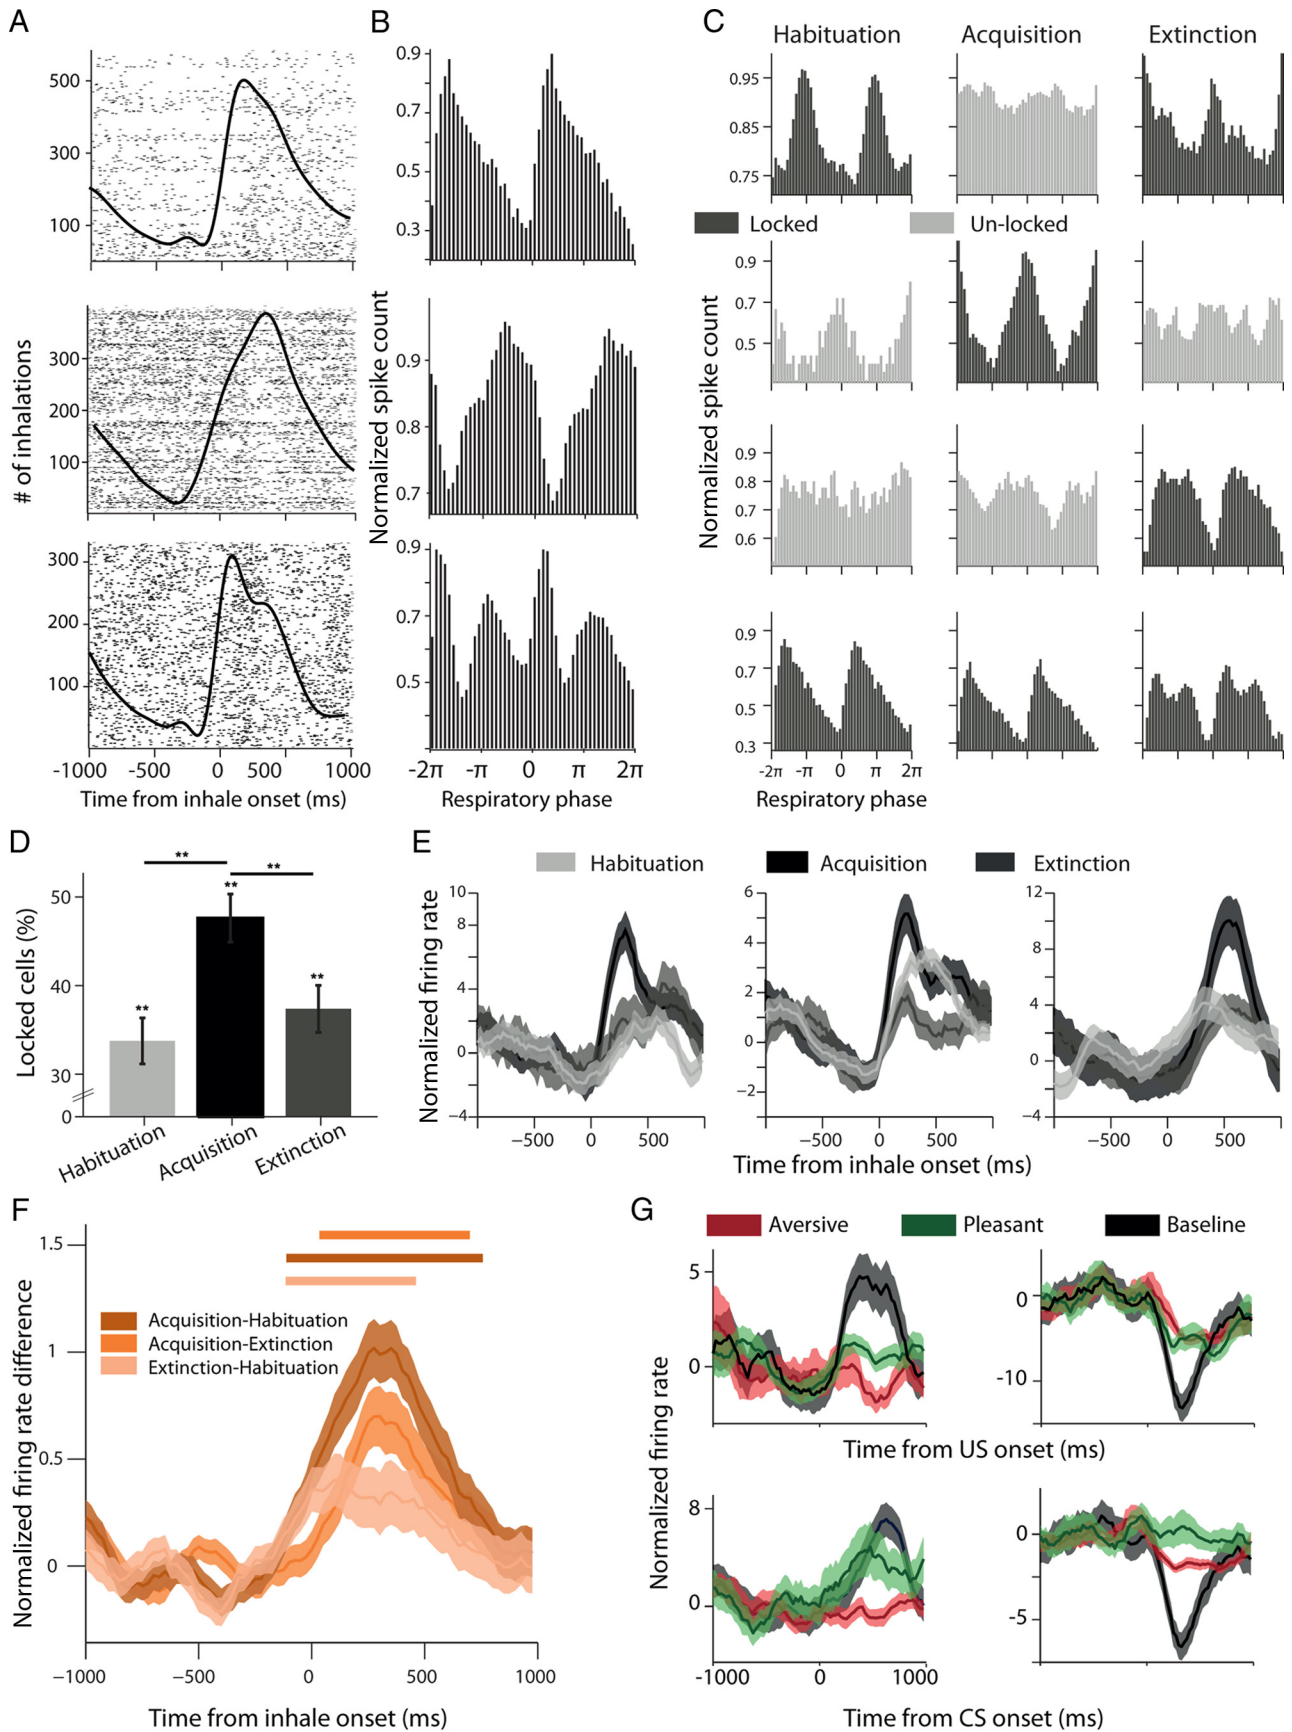 A
500
300
100
300
200
100
# of inhalations
300
200
100
-1000 -500 0 500 1000
Time from inhale onset (ms)
B
0.9
0.7
0.5
0.3
0.9
0.8
0.7
Normalized spike count
0.9
0.7
0.5
-2π -π 0 π 2π
Respiratory phase
C
Habituation Acquisition Extinction
0.95
0.85
0.75
Locked Un-locked
0.9
0.7
0.5
Normalized spike count
0.9
0.8
0.7
0.6
0.9
0.7
0.5
0.3
-2π -π 0 π 2π
Respiratory phase
D
** **
** ** **
50
40
30
0
Locked cells (%)
Habituation Acquisition Extinction
E
Habituation Acquisition Extinction
Normalized firing rate
10
8
4
0
−4
6
4
2
0
−2
12
8
4
0
−4
−500 0 500
−500 0 500
−500 0 500
Time from inhale onset (ms)
F
1.5
1
0.5
0
Normalized firing rate difference
Acquisition-Habituation
Acquisition-Extinction
Extinction-Habituation
−1000 −500 0 500 1000
Time from inhale onset (ms)
G
Aversive Pleasant Baseline
5
0
0
-10
Time from US onset (ms)
Normalized firing rate
8
0
0
-5
-1000 0 1000
Time from CS onset (ms)